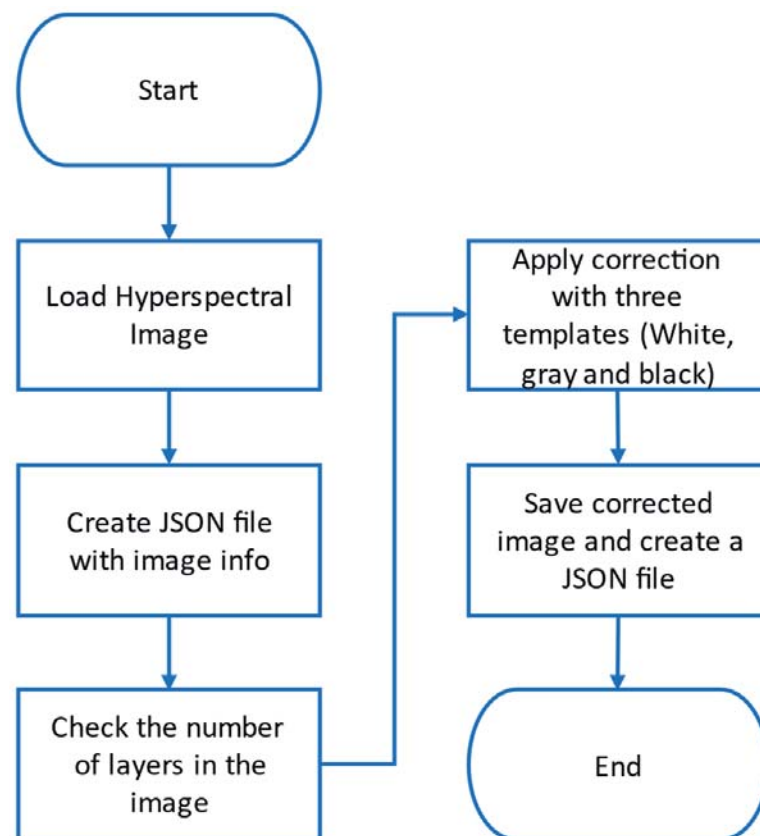 Start
Load Hyperspectral
Image
Create JSON file
with image info
Check the number
of layers in the
image
Apply correction
with three
templates (White,
gray and black)
Save corrected
image and create a
JSON file
End